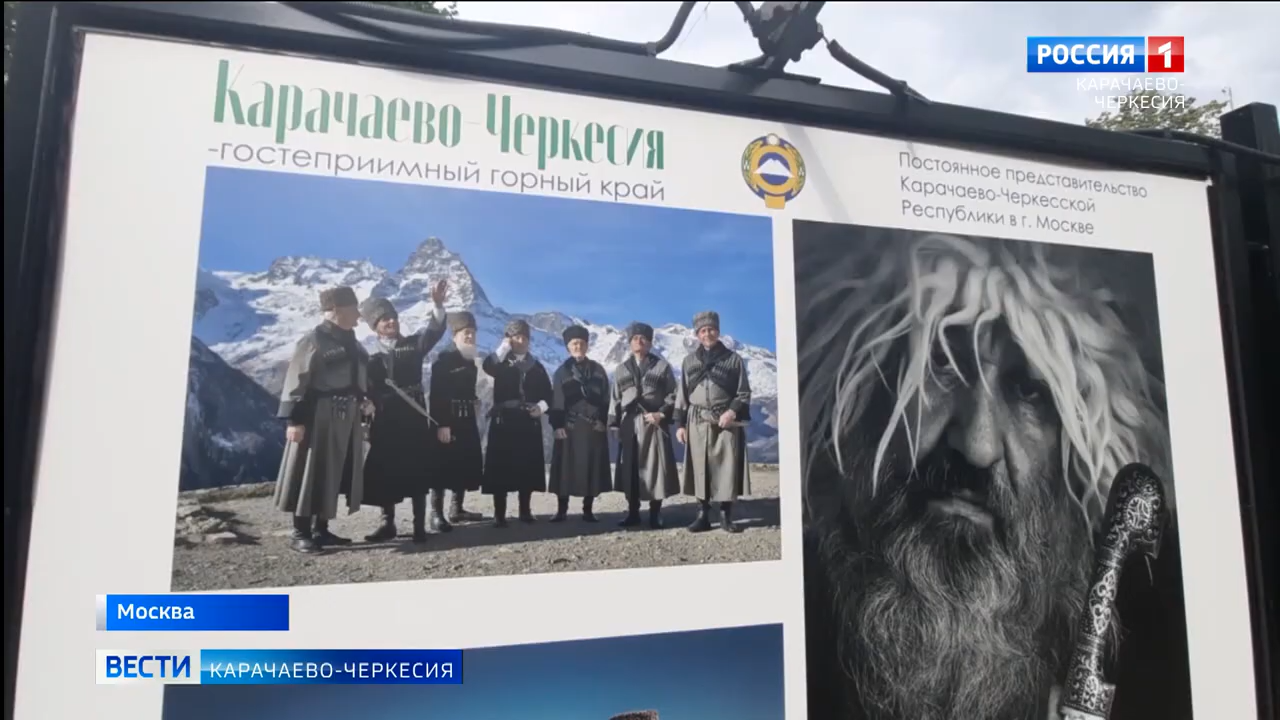 РОССИЯ 1
КАРАЧАЕВО-
ЧЕРКЕСИЯ
Карачаево-Черкесия
-гостеприимный горный край
Постоянное представительство
Карачаево-Черкесской
Республики в г. Москве
Москва
ВЕСТИ КАРАЧАЕВО-ЧЕРКЕСИЯ